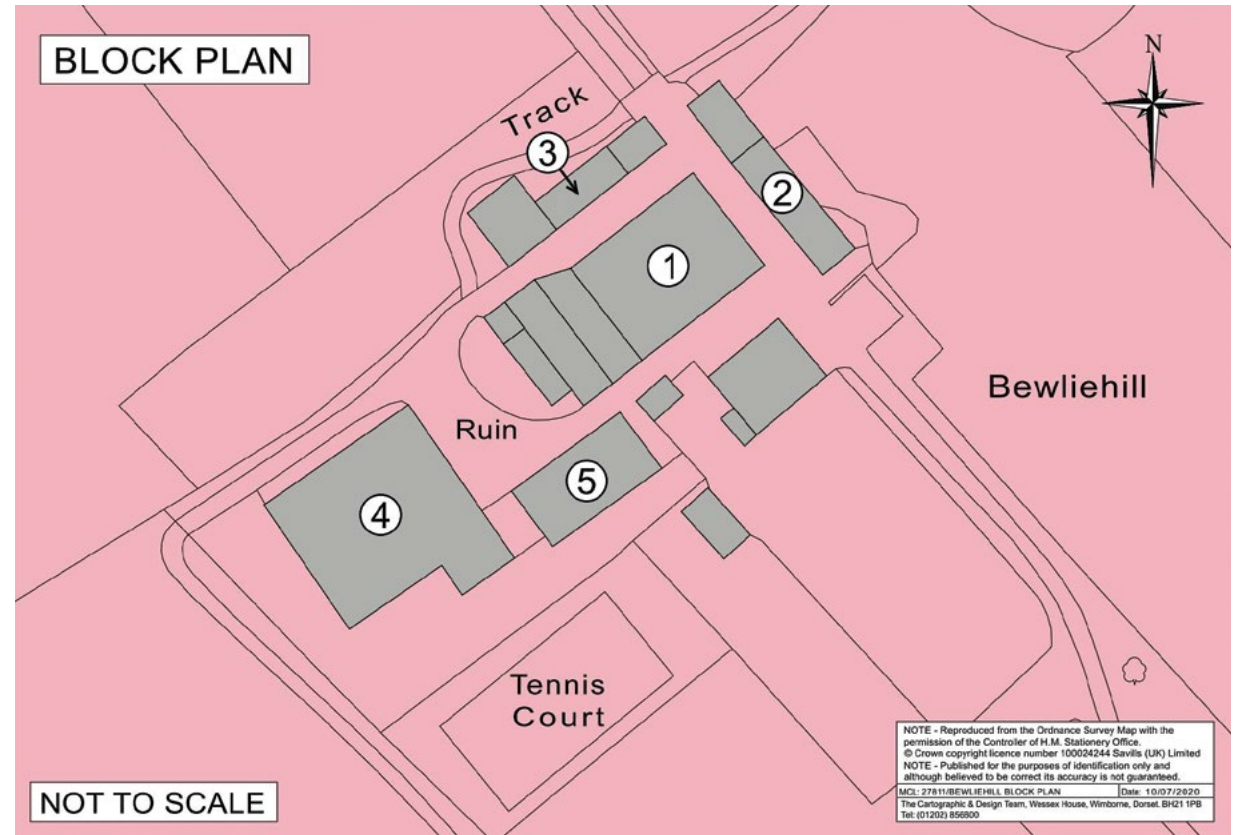 BLOCK PLAN
N
Track
3
2
1
Bewliehill
Ruin
5
4
Tennis
Court
NOT TO SCALE
NOTE - Reproduced from the Ordnance Survey Map with the
permission of the Controller of H.M. Stationery Office.
© Crown copyright licence number 100024244 Savills (UK) Limited
NOTE - Published for the purposes of identification only and
although believed to be correct its accuracy is not guaranteed.
MCL: 27811/BEWLIEHILL BLOCK PLAN Date: 10/07/2020
The Cartographic & Design Team, Wessex House, Wimborne, Dorset. BH21 1PB
Tel: (01202) 856800